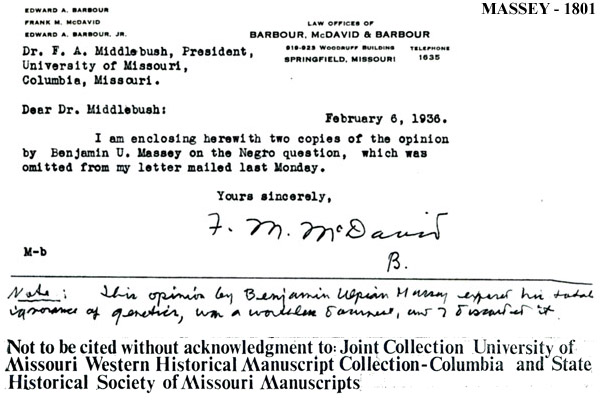 MASSEY - 1801
EDWARD A. BARBOUR
FRANK M. McDAVID
EDWARD A. BARBOUR, JR.
LAW OFFICES OF
BARBOUR, McDAVID & BARBOUR
918-925 WOODRUFF BUILDING TELEPHONE
SPRINGFIELD, MISSOURI 1635
Dr. F. A. Middlebush, President,
University of Missouri,
Columbia, Missouri.
Dear Dr. Middlebush:
February 6, 1936.
I am enclosing herewith two copies of the opinion
by Benjamin U. Massey on the Negro question, which was
omitted from my letter mailed last Monday.
Yours sincerely,
F. M. McDavid
B.
M-b
Note: This opinion by Benjamin Ulpian Massey exposed his total
ignorance of genetics, was a worthless, and I discarded it.
Not to be cited without acknowledgment to: Joint Collection University of
Missouri Western Historical Manuscript Collection-Columbia and State
Historical Society of Missouri Manuscripts